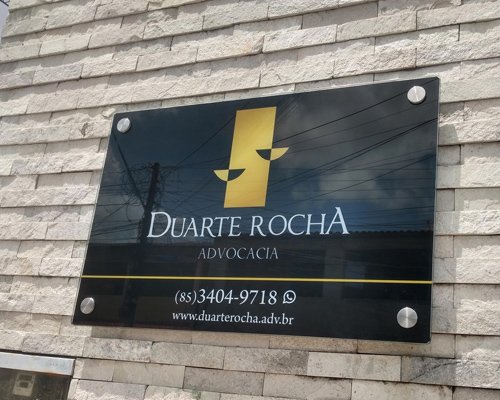 DUARTE ROCHA
ADVOCACIA
(85) 3404-9718
www.duarterocha.adv.br